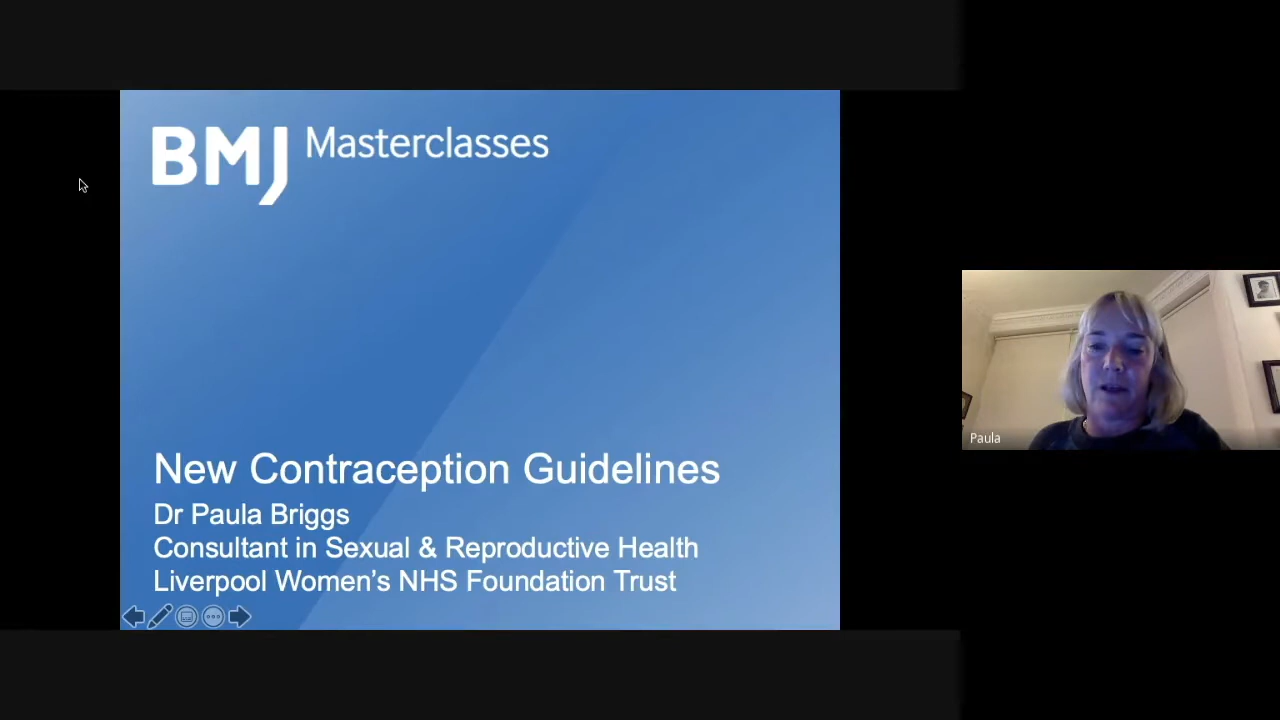 BMJ Masterclasses
New Contraception Guidelines
Dr Paula Briggs
Consultant in Sexual & Reproductive Health
Liverpool Women’s NHS Foundation Trust
Paula